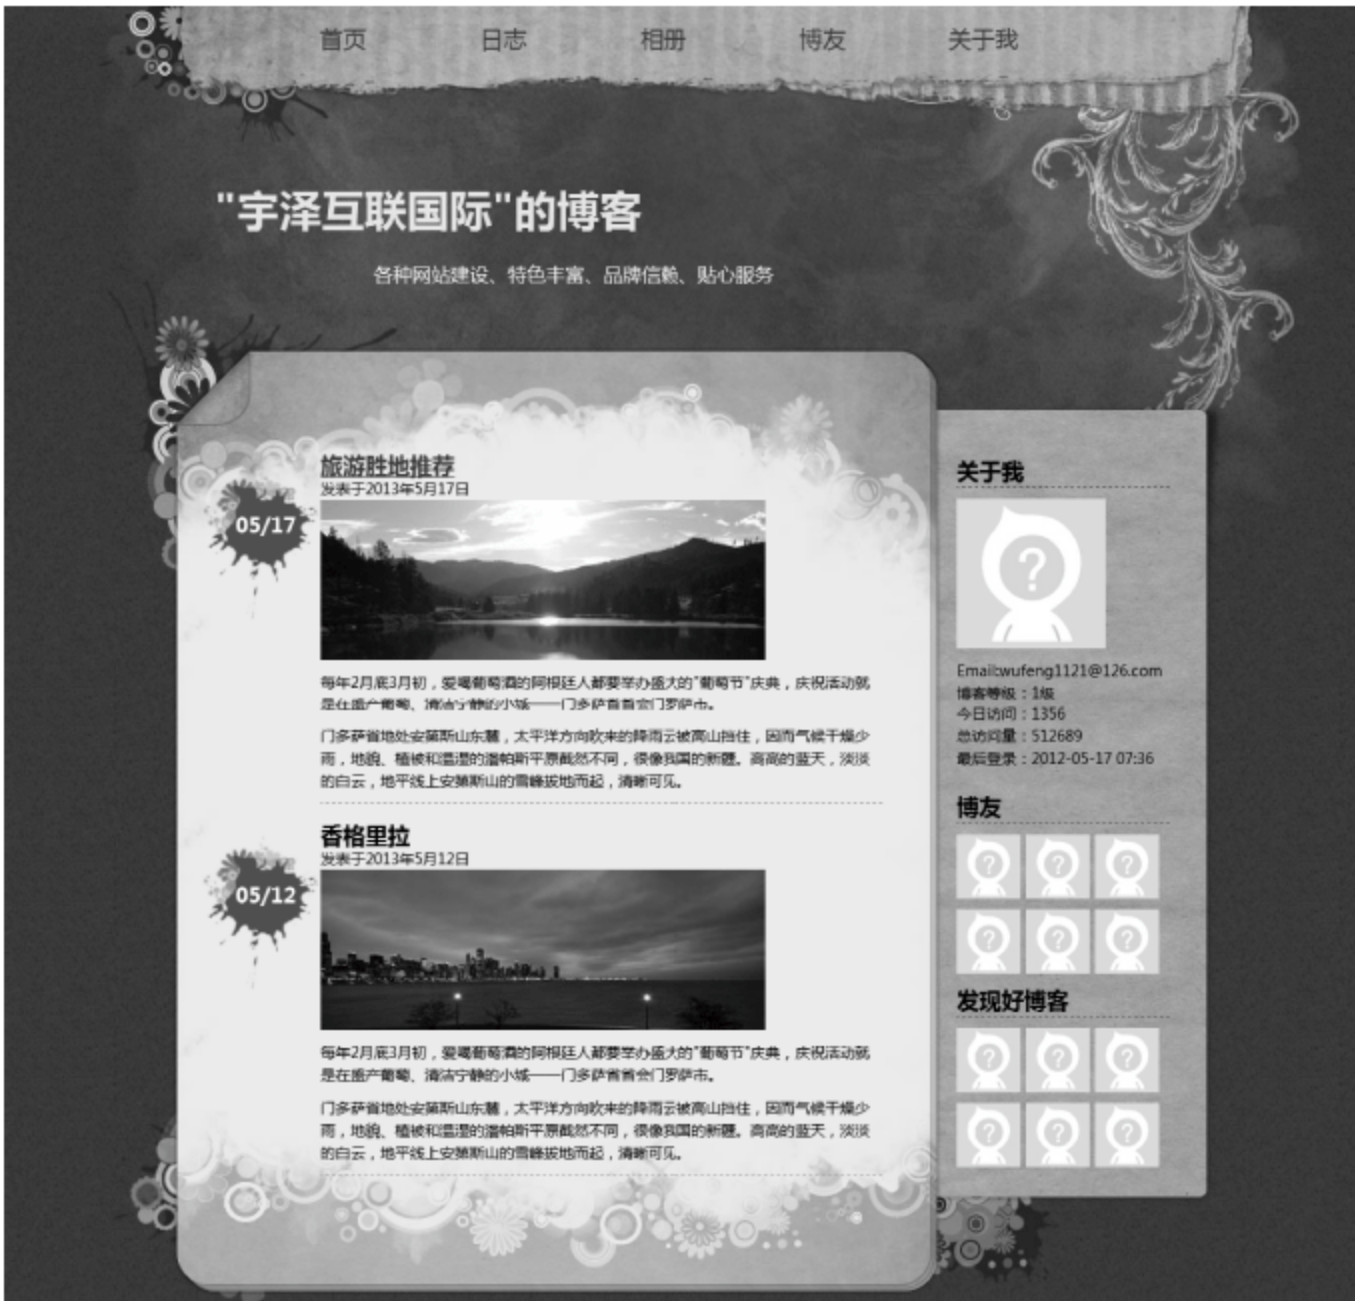 首页 日志 相册 博友 关于我
"宇泽互联国际"的博客
各种网站建设、特色丰富、品牌信赖、贴心服务
旅游胜地推荐
发表于2013年5月17日
05/17
每年2月底3月初，爱喝葡萄酒的阿根廷人都要举办盛大的"葡萄节"庆典，庆祝活动就
是在盛产葡萄、清洁宁静的小城——门多萨省首会门罗萨市。
门多萨省地处安第斯山东麓，太平洋方向吹来的降雨云被高山挡住，因而气候干燥少
雨，地貌、植被和温湿的潘帕斯平原截然不同，很像我国的新疆。高高的蓝天，淡淡
的白云，地平线上安第斯山的雪峰拔地而起，清晰可见。
香格里拉
发表于2013年5月12日
05/12
每年2月底3月初，爱喝葡萄酒的阿根廷人都要举办盛大的"葡萄节"庆典，庆祝活动就
是在盛产葡萄、清洁宁静的小城——门多萨省首会门罗萨市。
门多萨省地处安第斯山东麓，太平洋方向吹来的降雨云被高山挡住，因而气候干燥少
雨，地貌、植被和温湿的潘帕斯平原截然不同，很像我国的新疆。高高的蓝天，淡淡
的白云，地平线上安第斯山的雪峰拔地而起，清晰可见。
关于我
Email:wufeng1121@126.com
博客等级：1级
今日访问：1356
总访问量：512689
最后登录：2012-05-17 07:36
博友
发现好博客